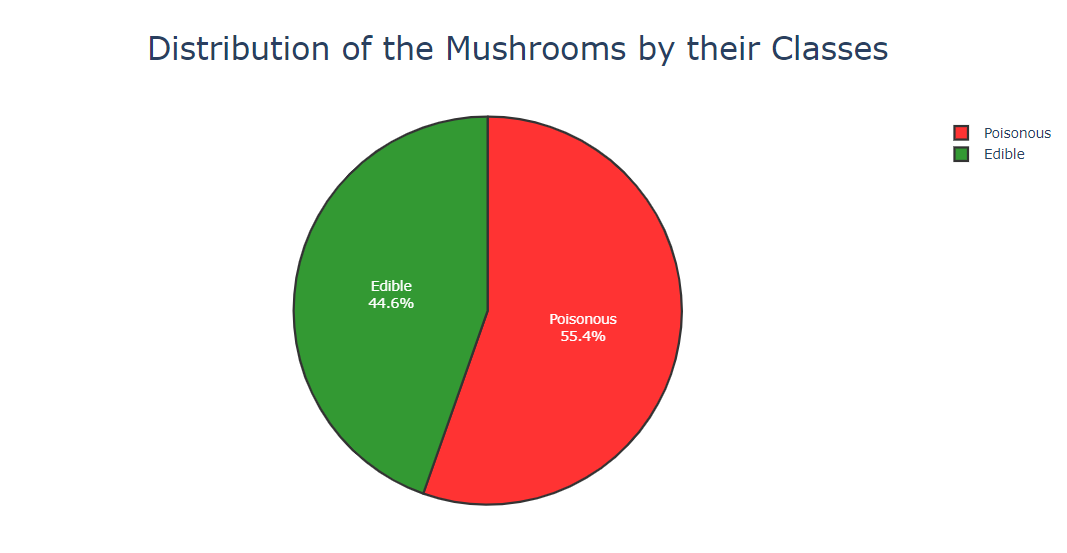 Distribution of the Mushrooms by their Classes
Poisonous
Edible
Edible
44.6%
Poisonous
55.4%